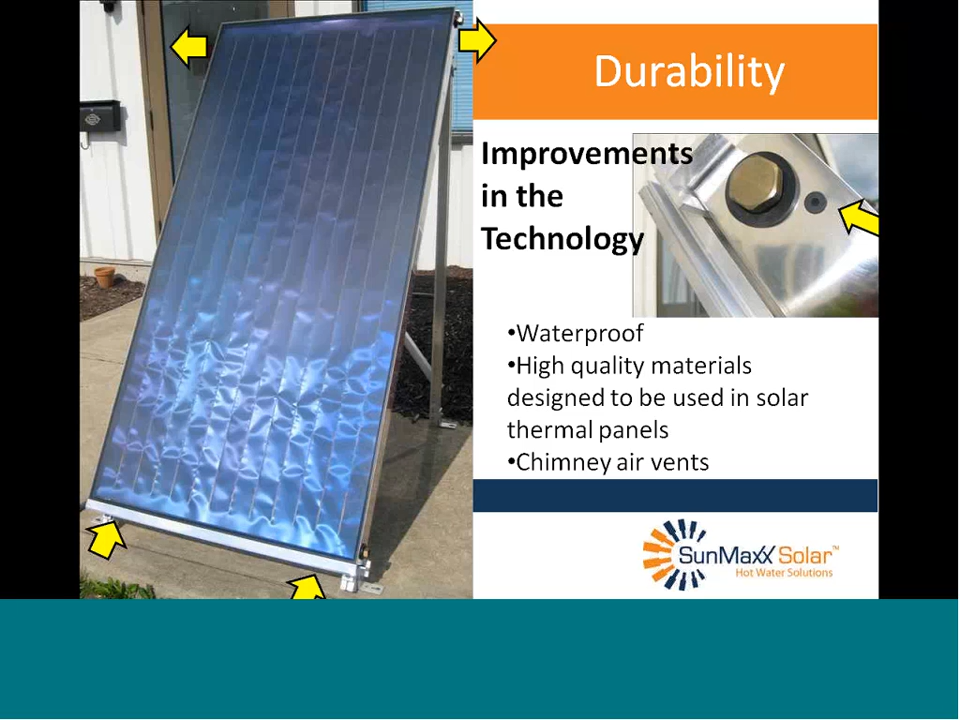 Durability
Improvements
in the
Technology
•Waterproof
•High quality materials
designed to be used in solar
thermal panels
•Chimney air vents
SunMaxx Solar™
Hot Water Solutions